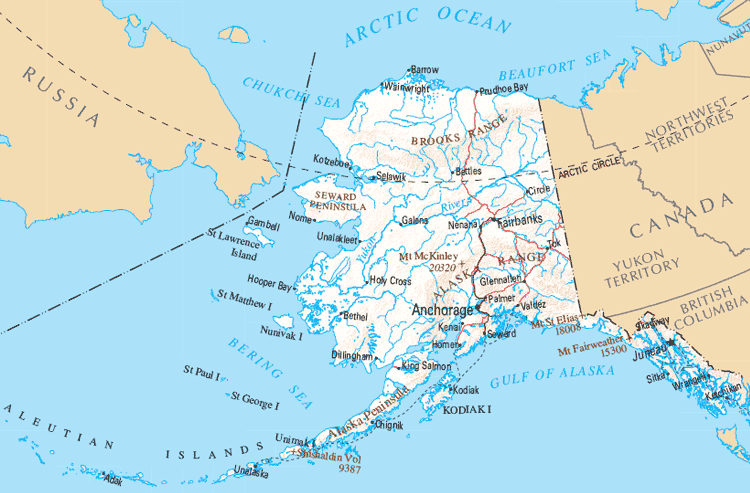 ARCTIC OCEAN
NUNAVUT
RUSSIA
BEAUFORT SEA
CHUKCHI SEA
Barrow
Wainwright
Prudhoe Bay
BROOKS RANGE
NORTHWEST
TERRITORIES
Kotzebue
Selawik
Battles
ARCTIC CIRCLE
Circle
SEWARD
PENINSULA
River
CANADA
Nome
Galena
Nenana
Fairbanks
Gambell
St Lawrence
Island
Unalakleet
Yukon
Tok
Mt McKinley
20320
ALASKA RANGE
YUKON
TERRITORY
Hooper Bay
Holy Cross
Glennallen
St Matthew I
Palmer
Valdez
BRITISH
COLUMBIA
Anchorage
Bethel
Nunivak I
Kenai
Seward
Mt St Elias
18008
Skagway
Homer
Mt Fairweather
15300
Juneau
BERING SEA
Dillingham
King Salmon
GULF OF ALASKA
Sitka
Wrangell
Ketchikan
St Paul I
St George I
Kodiak
KODIAK I
Alaska Peninsula
Chignik
ALEUTIAN ISLANDS
Unimak I
Shishaldin Vol
9387
Unalaska
Adak